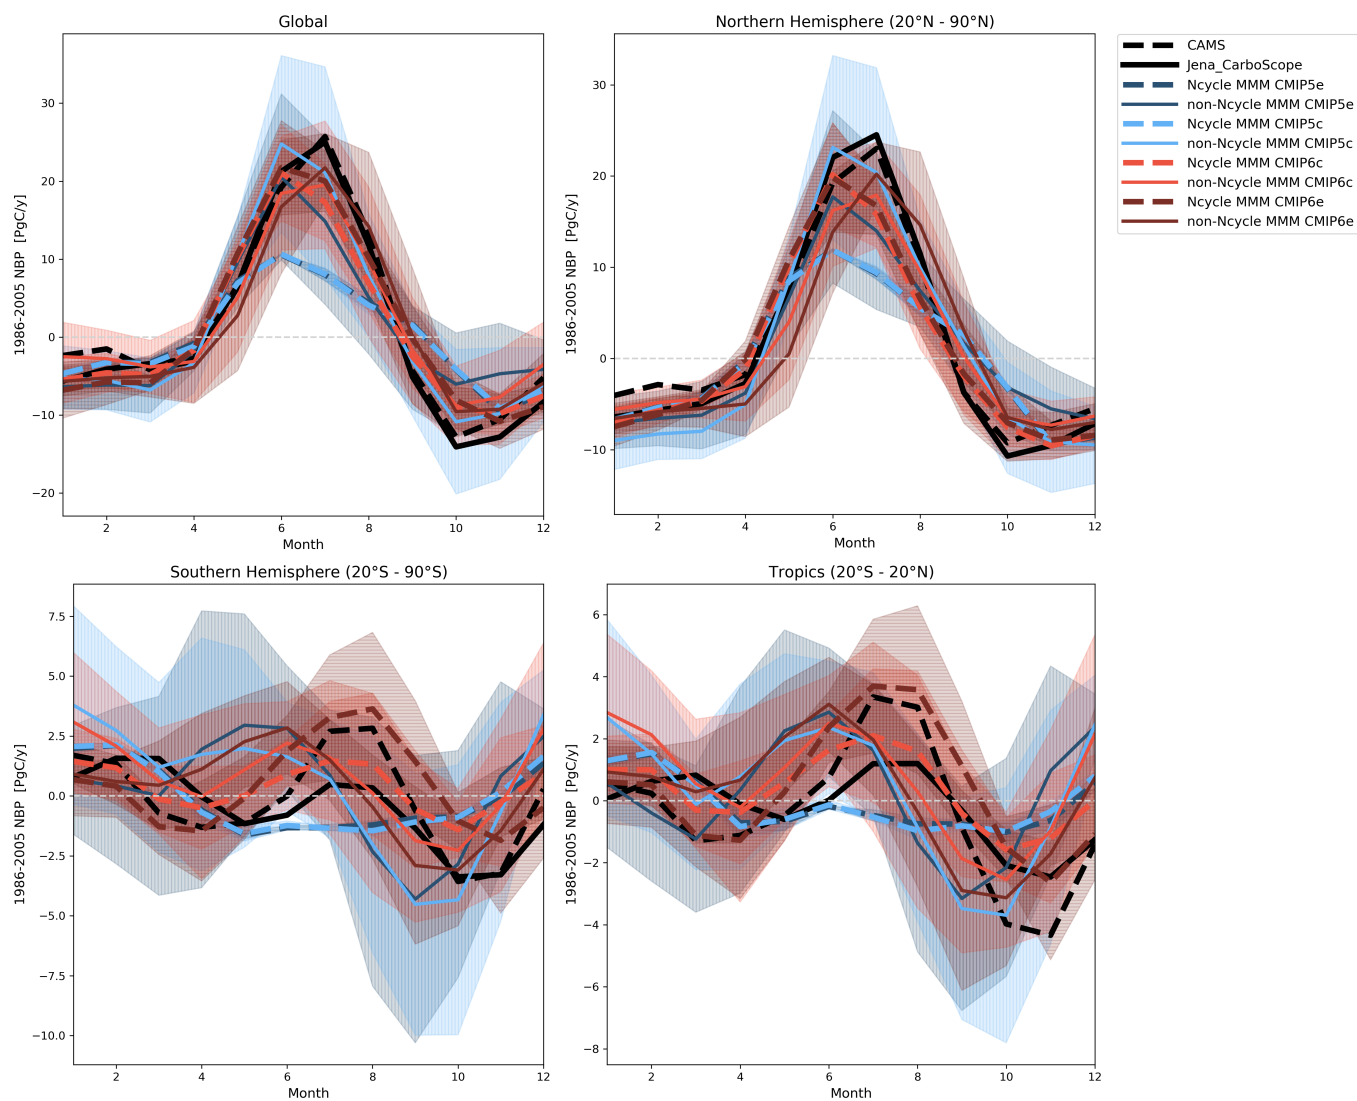 Global
1986-2005 NBP  [PgC/y]
30
20
10
0
−10
−20
2
4
6
8
10
12
Month
Northern Hemisphere (20°N - 90°N)
1986-2005 NBP  [PgC/y]
30
20
10
0
−10
2
4
6
8
10
12
Month
CAMS
Jena_CarboScope
Ncycle MMM CMIP5e
non-Ncycle MMM CMIP5e
Ncycle MMM CMIP5c
non-Ncycle MMM CMIP5c
Ncycle MMM CMIP6c
non-Ncycle MMM CMIP6c
Ncycle MMM CMIP6e
non-Ncycle MMM CMIP6e
Southern Hemisphere (20°S - 90°S)
1986-2005 NBP  [PgC/y]
7.5
5.0
2.5
0.0
−2.5
−5.0
−7.5
−10.0
2
4
6
8
10
12
Month
Tropics (20°S - 20°N)
1986-2005 NBP  [PgC/y]
6
4
2
0
−2
−4
−6
−8
2
4
6
8
10
12
Month